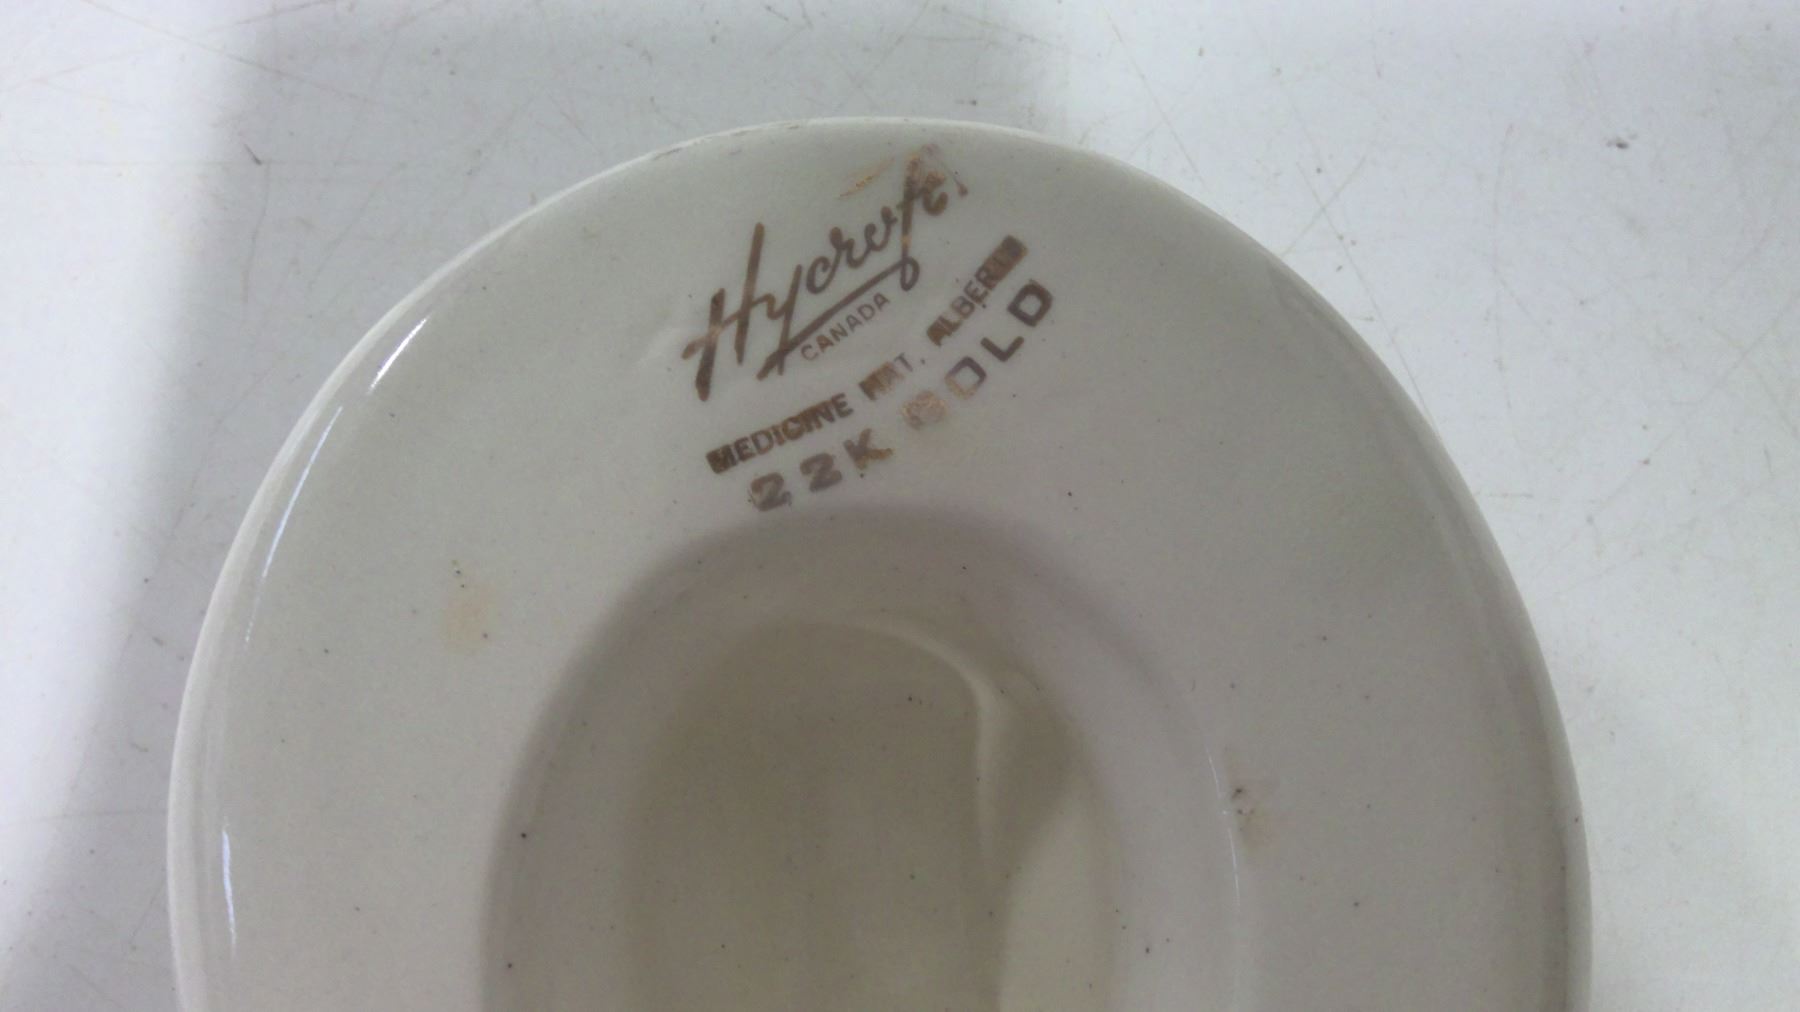 Hycroft
CANADA
MEDICINE HAT, ALBERTA
22K GOLD